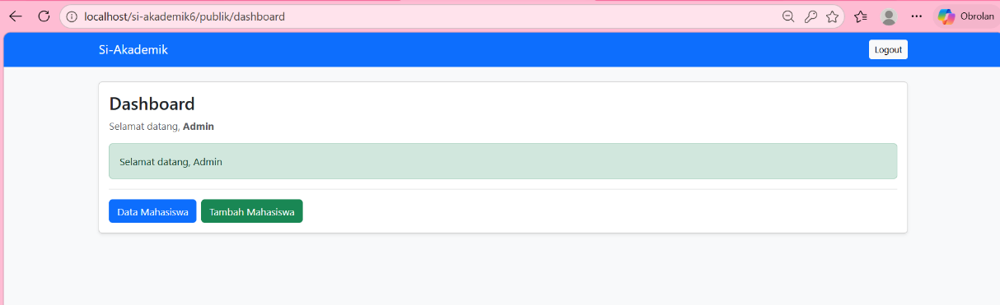 localhost/si-akademik6/publik/dashboard
Obrolan
Si-Akademik
Logout
Dashboard
Selamat datang, Admin
Selamat datang, Admin
Data Mahasiswa
Tambah Mahasiswa